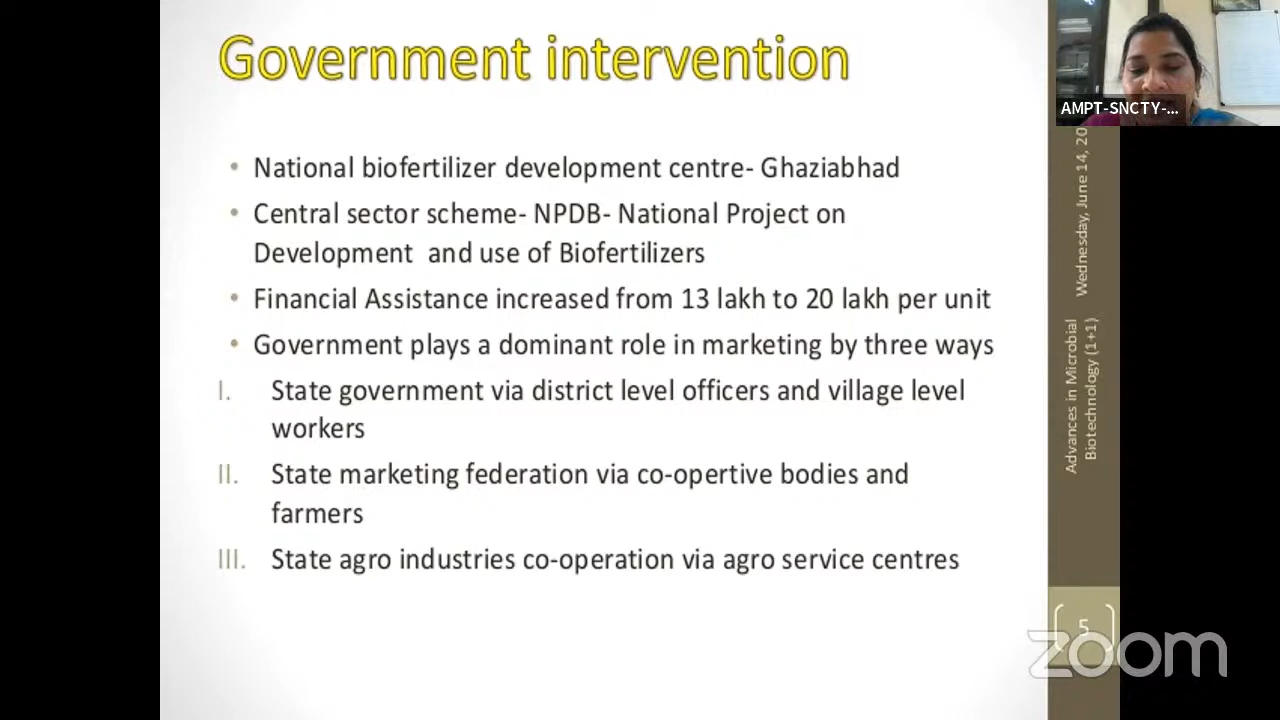 Government intervention
AMPT-SNCTY-...
• National biofertilizer development centre- Ghaziabhad
• Central sector scheme- NPDB- National Project on
Development and use of Biofertilizers
• Financial Assistance increased from 13 lakh to 20 lakh per unit
• Government plays a dominant role in marketing by three ways
I. State government via district level officers and village level
workers
II. State marketing federation via co-opertive bodies and
farmers
III. State agro industries co-operation via agro service centres
Wednesday, June 14, 20
Advances in Microbial
Biotechnology (1+1)
5
zoom